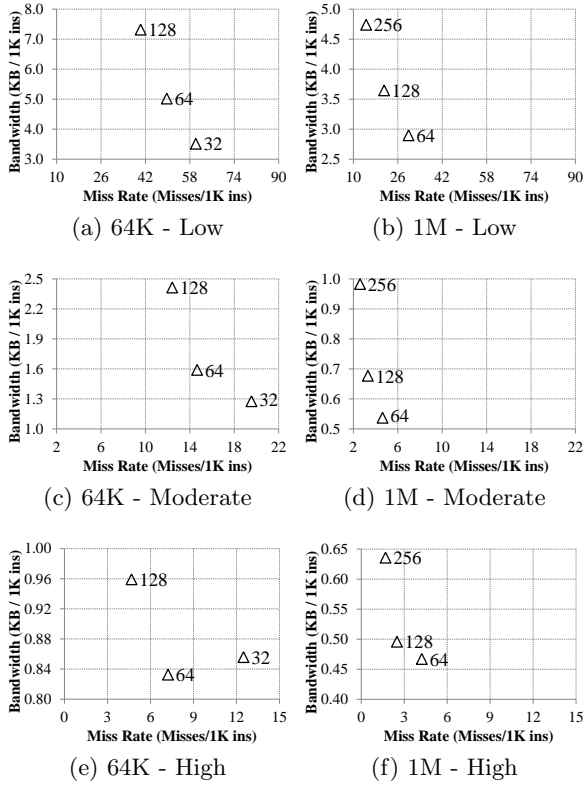 Bandwidth (KB / 1K ins)
8.0
7.0
6.0
5.0
4.0
3.0
128
64
32
10 26 42 58 74 90
Miss Rate (Misses/1K ins)
(a) 64K - Low
Bandwidth (KB / 1K ins)
5.0
4.5
4.0
3.5
3.0
2.5
256
128
64
10 26 42 58 74 90
Miss Rate (Misses/1K ins)
(b) 1M - Low
Bandwidth (KB / 1K ins)
2.5
2.2
1.9
1.6
1.3
1.0
128
64
32
2 6 10 14 18 22
Miss Rate (Misses/1K ins)
(c) 64K - Moderate
Bandwidth (KB / 1K ins)
1.0
0.9
0.8
0.7
0.6
0.5
256
128
64
2 6 10 14 18 22
Miss Rate (Misses/1K ins)
(d) 1M - Moderate
Bandwidth (KB / 1K ins)
1.00
0.96
0.92
0.88
0.84
0.80
128
64
32
0 3 6 9 12 15
Miss Rate (Misses/1K ins)
(e) 64K - High
Bandwidth (KB / 1K ins)
0.65
0.60
0.55
0.50
0.45
0.40
256
128
64
0 3 6 9 12 15
Miss Rate (Misses/1K ins)
(f) 1M - High